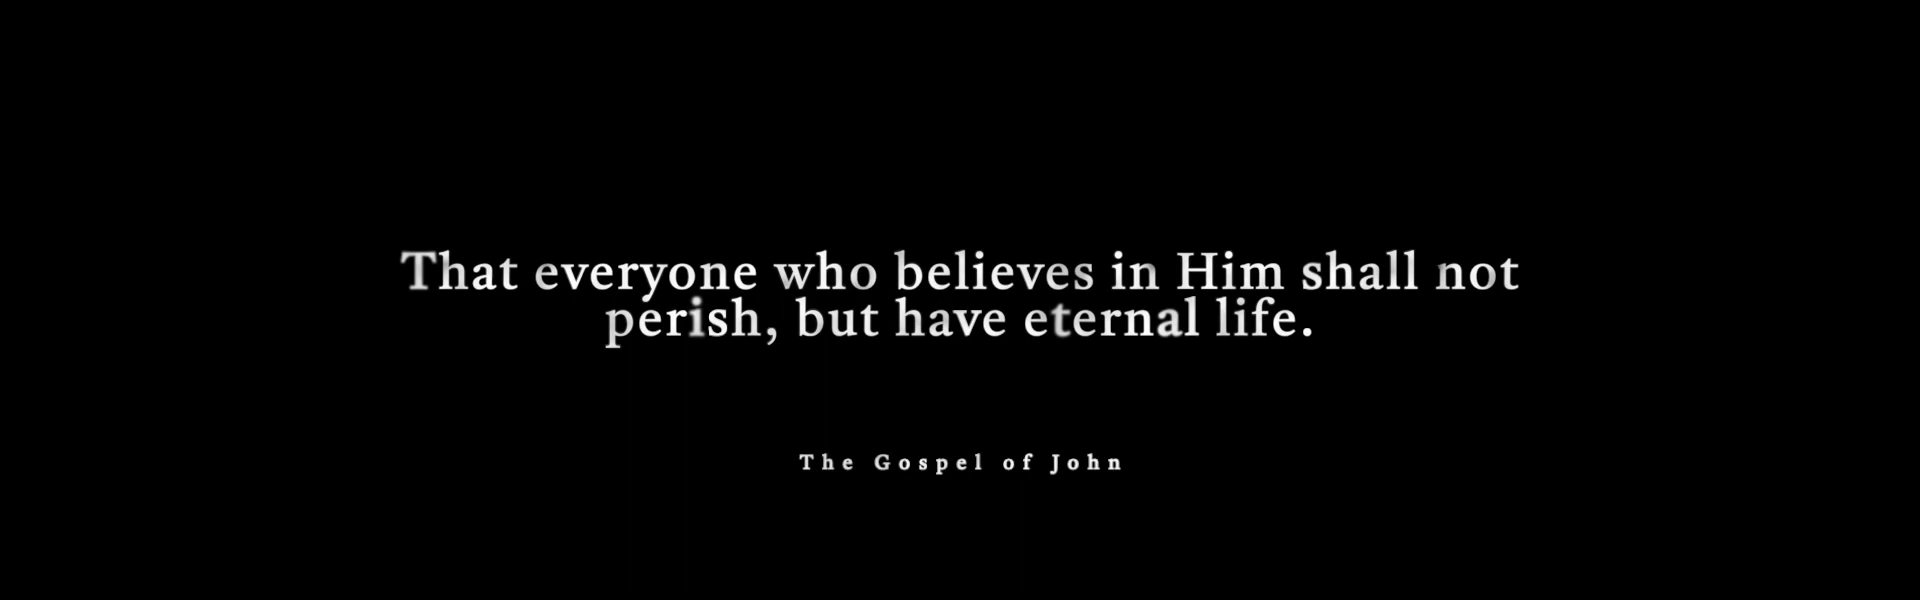 That everyone who believes in Him shall not
perish, but have eternal life.
The Gospel of John